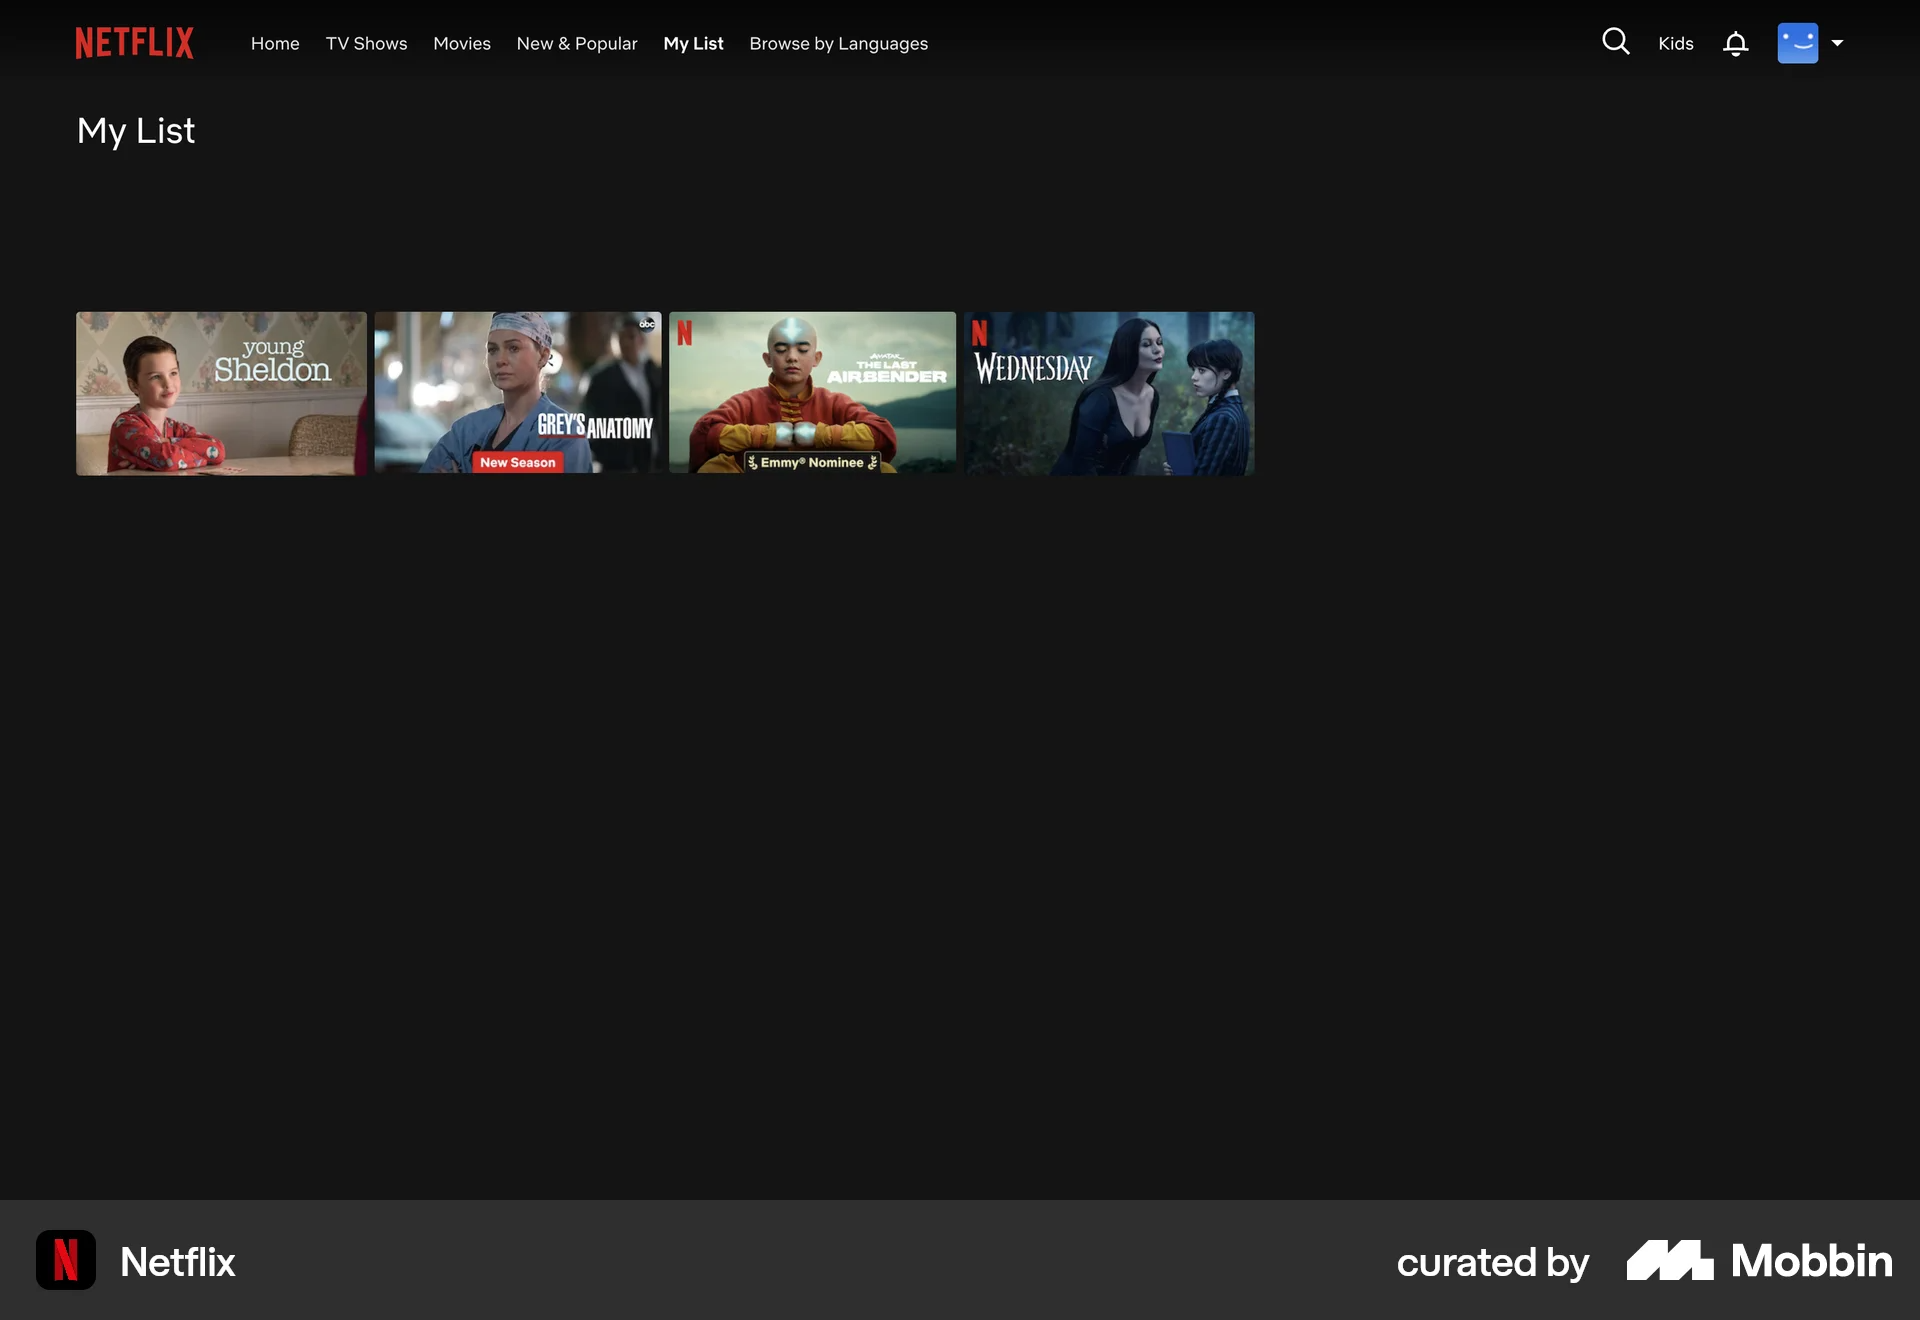 NETFLIX Home TV Shows Movies New & Popular My List Browse by Languages Kids
My List
young
Sheldon
abc
GREY'S ANATOMY
New Season
N
AVATAR
THE LAST
AIRBENDER
Emmy® Nominee
N
WEDNESDAY
N Netflix curated by Mobbin